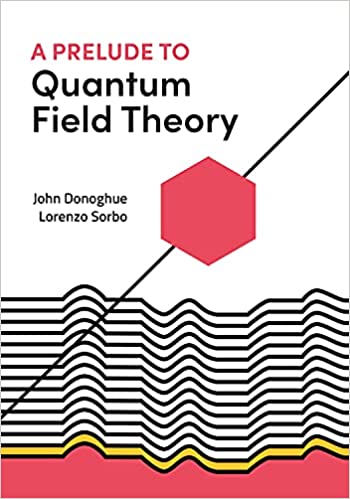 A PRELUDE TO
Quantum
Field Theory
John Donoghue
Lorenzo Sorbo